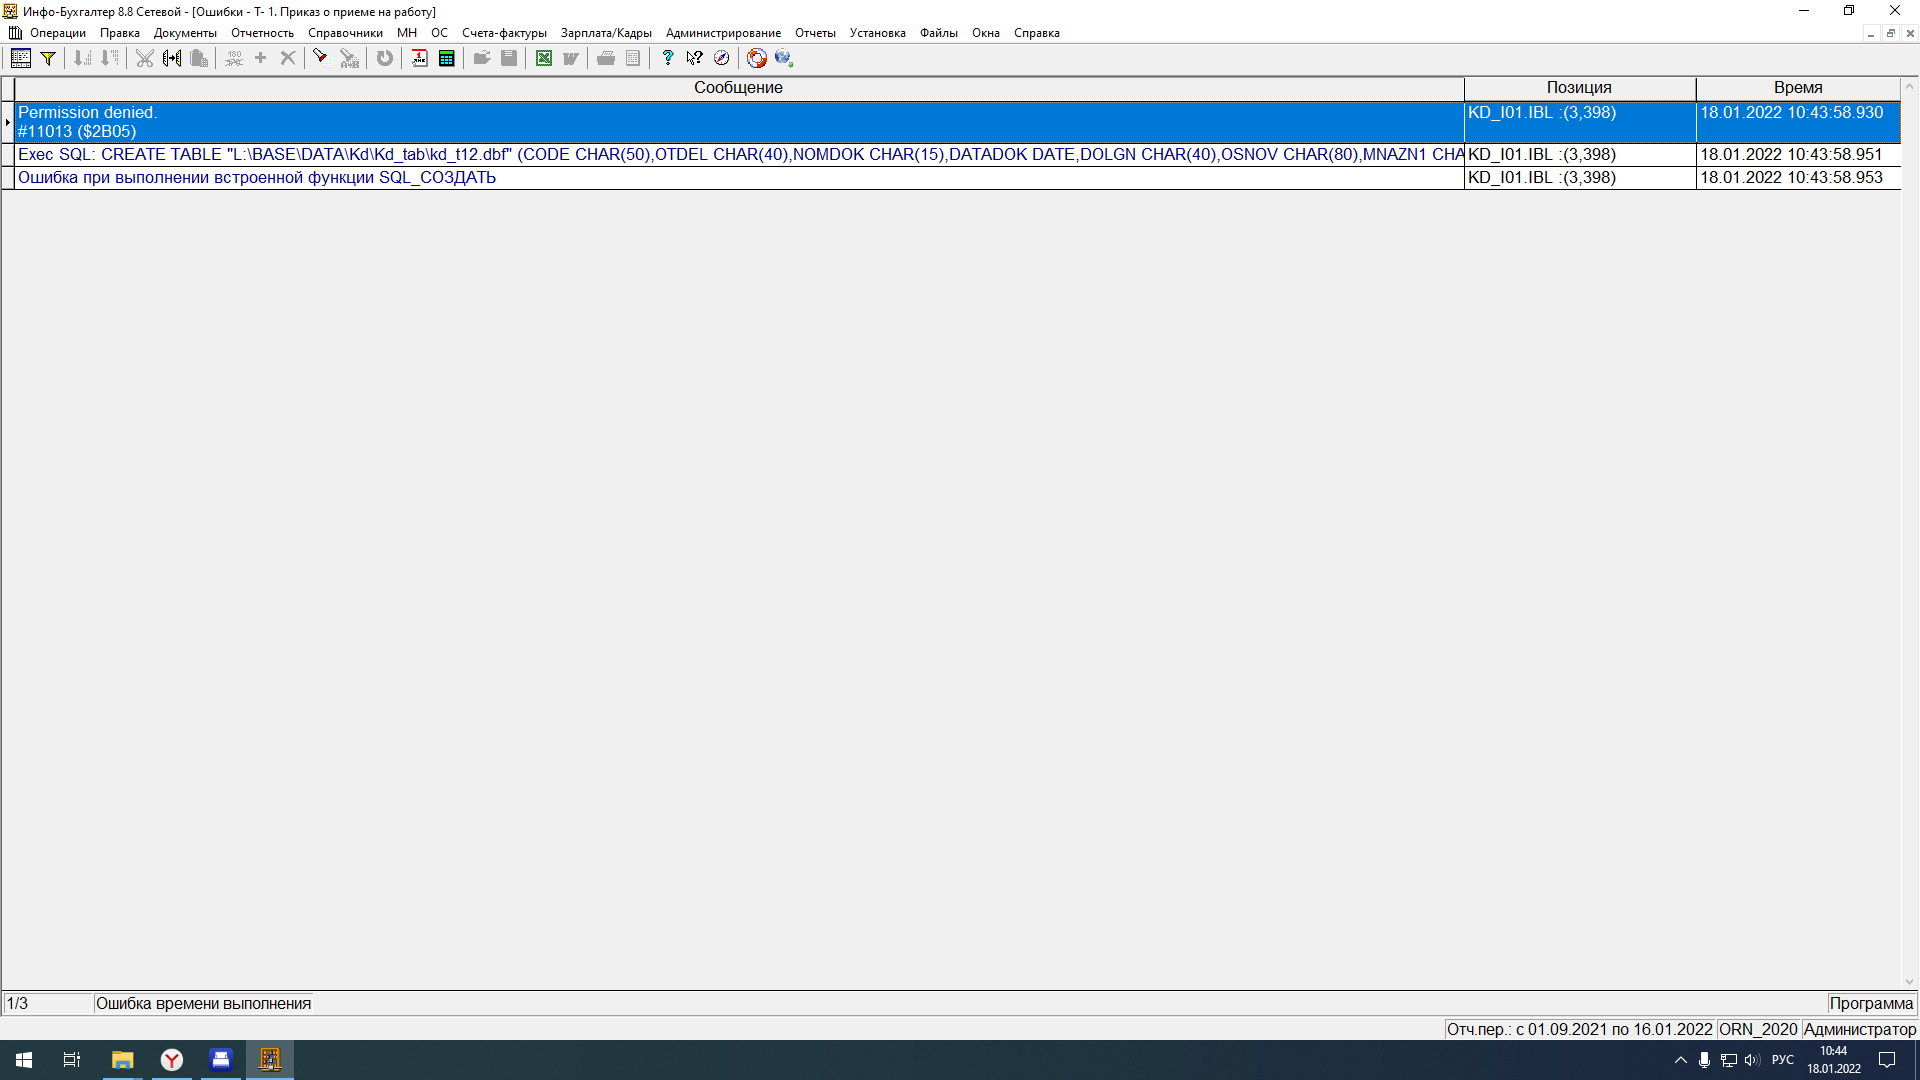 Инфо-Бухгалтер 8.8 Сетевой - [Ошибки - Т- 1. Приказ о приеме на работу]
Операции Правка Документы Отчетность Справочники МН ОС Счета-фактуры Зарплата/Кадры Администрирование Отчеты Установка Файлы Окна Справка
Сообщение Позиция Время
Permission denied. KD_I01.IBL :(3,398) 18.01.2022 10:43:58.930
#11013 ($2B05)
Exec SQL: CREATE TABLE "L:\BASE\DATA\Kd\Kd_tab\kd_t12.dbf" (CODE CHAR(50),OTDEL CHAR(40),NOMDOK CHAR(15),DATADOK DATE,DOLGN CHAR(40),OSNOV CHAR(80),MNAZN1 CHA KD_I01.IBL :(3,398) 18.01.2022 10:43:58.951
Ошибка при выполнении встроенной функции SQL_СОЗДАТЬ KD_I01.IBL :(3,398) 18.01.2022 10:43:58.953
1/3 Ошибка времени выполнения Программа
Отч.пер.: с 01.09.2021 по 16.01.2022 ORN_2020 Администратор
РУС 10:44
18.01.2022